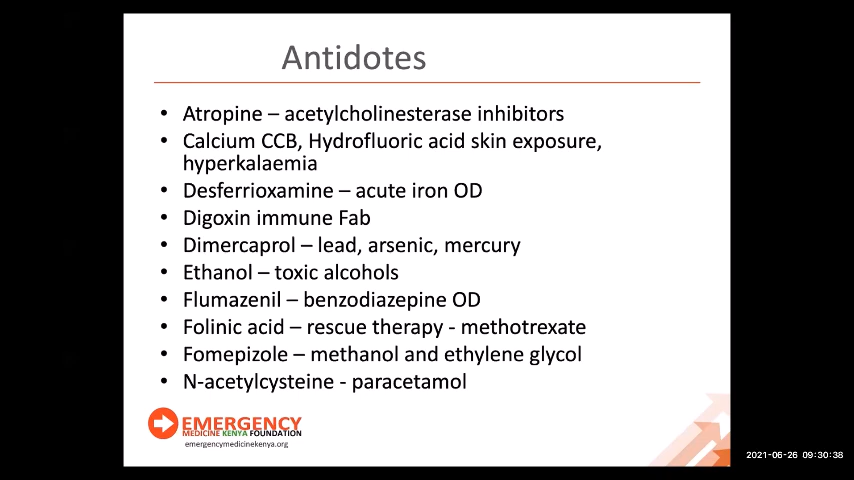 Antidotes
• Atropine – acetylcholinesterase inhibitors
• Calcium CCB, Hydrofluoric acid skin exposure,
hyperkalaemia
• Desferrioxamine – acute iron OD
• Digoxin immune Fab
• Dimercaprol – lead, arsenic, mercury
• Ethanol – toxic alcohols
• Flumazenil – benzodiazepine OD
• Folinic acid – rescue therapy - methotrexate
• Fomepizole – methanol and ethylene glycol
• N-acetylcysteine - paracetamol
EMERGENCY
MEDICINE KENYA FOUNDATION
emergencymedicinekenya.org
2021-06-26 09:30:38